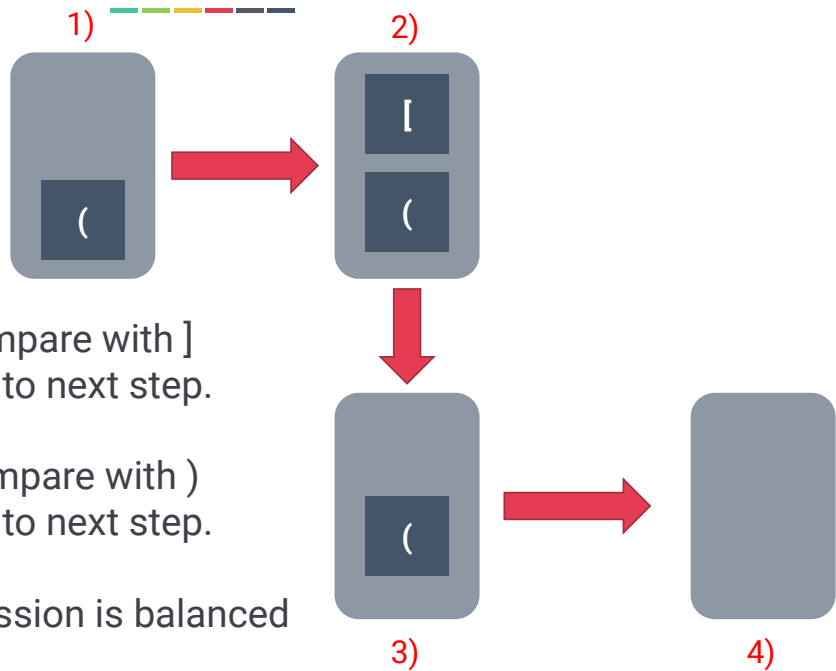 1)
2)
(
[
(
mpare with ]
to next step.
mpare with )
to next step.
(
ssion is balanced
3)
4)